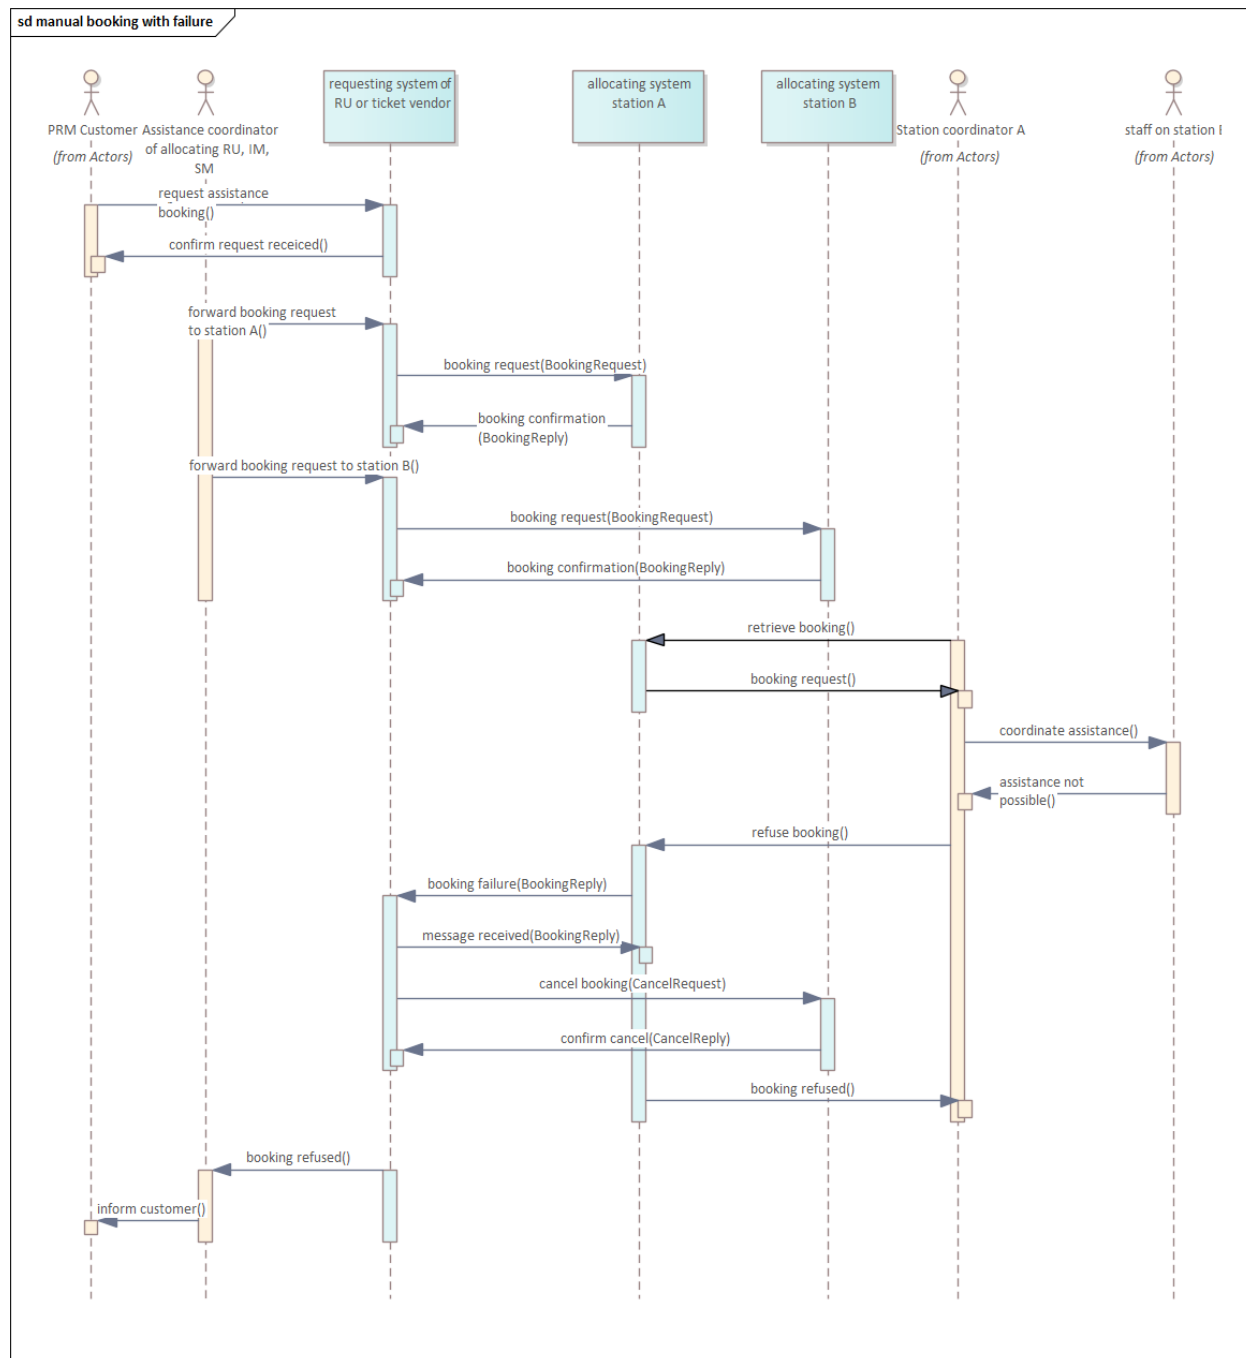 sd manual booking with failure
requesting system of
RU or ticket vendor
allocating system
station A
allocating system
station B
PRM Customer
(from Actors)
Assistance coordinator
of allocating RU, IM,
SM
Station coordinator A
(from Actors)
staff on station
(from Actors)
request assistance
booking()
confirm request receiced()
forward booking request
to station A()
booking request(BookingRequest)
booking confirmation
(BookingReply)
forward booking request to station B()
booking request(BookingRequest)
booking confirmation(BookingReply)
retrieve booking()
booking request()
coordinate assistance()
assistance not
possible()
refuse booking()
booking failure(BookingReply)
message received(BookingReply)
cancel booking(CancelRequest)
confirm cancel(CancelReply)
booking refused()
booking refused()
inform customer()